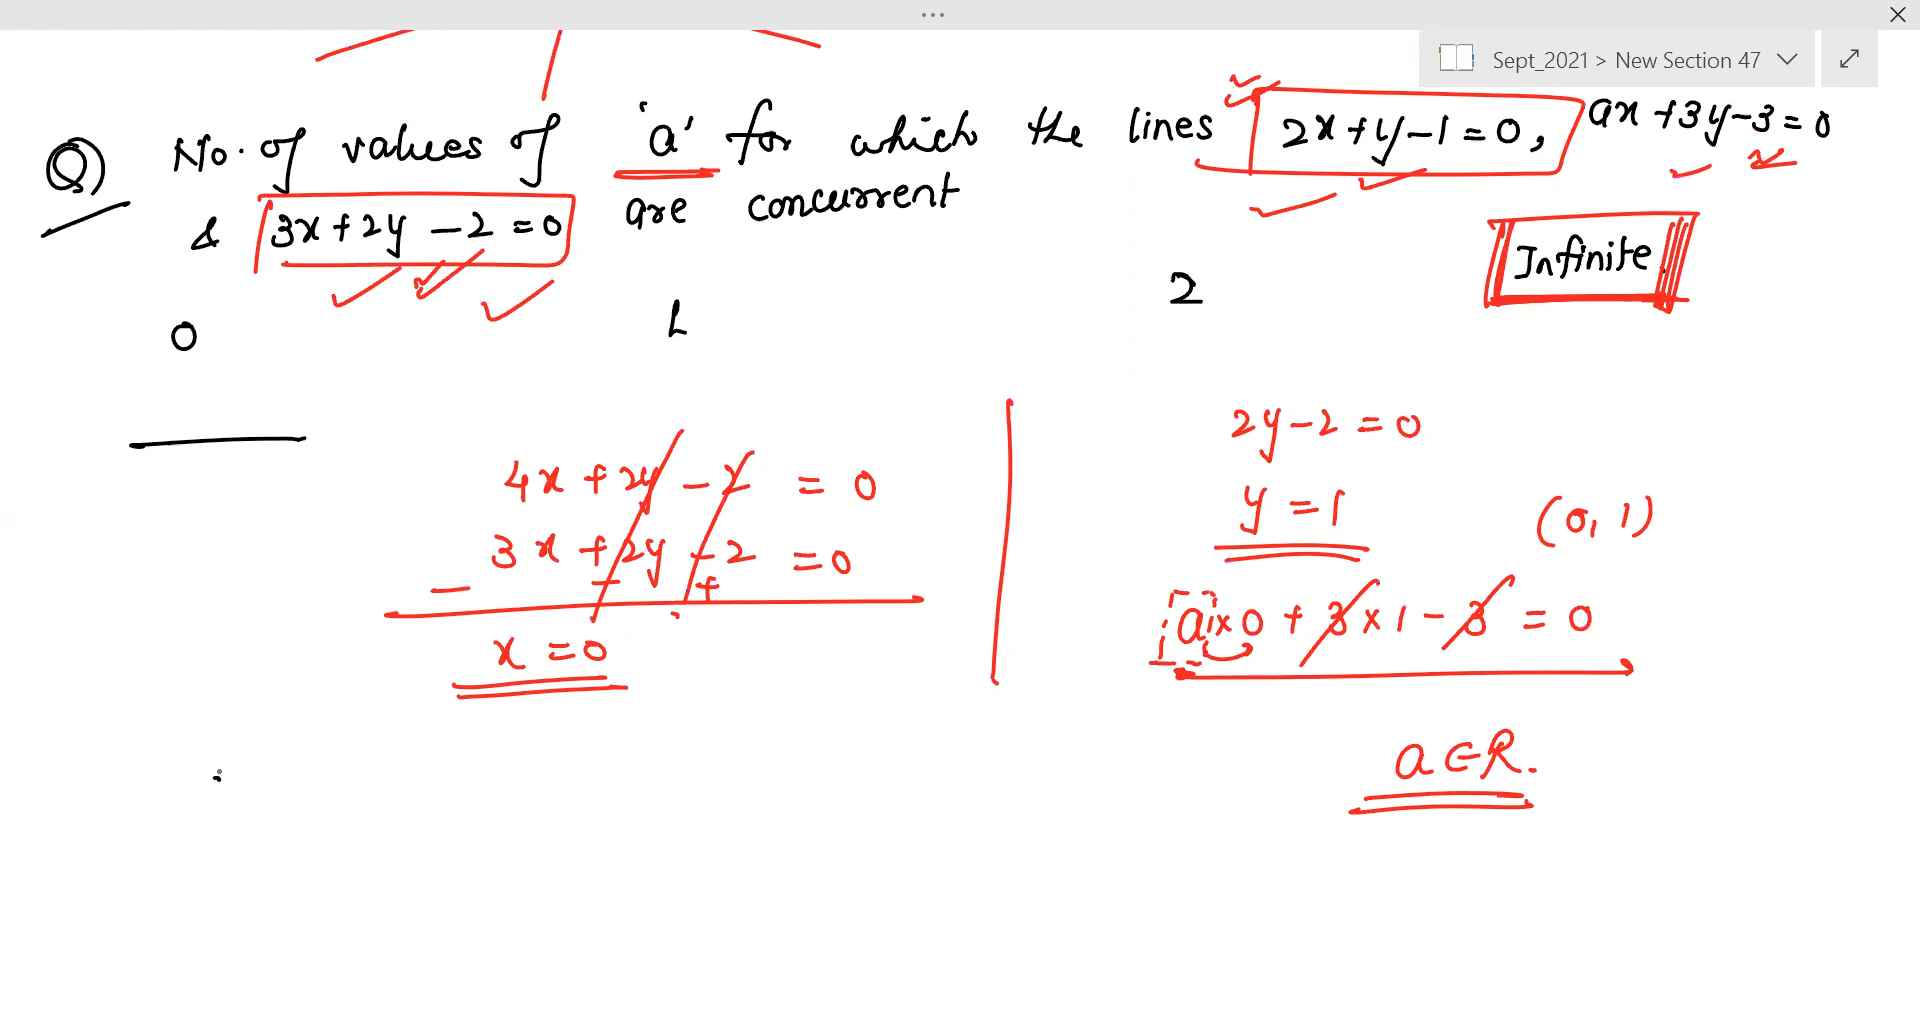 Sept_2021 > New Section 47
Q) No. of values of 'a' for which the lines 2x+y-1=0, ax+3y-3=0
& 3x+2y-2=0 are concurrent
0 2 Infinite
4x+2y-2 = 0
3x+2y-2 = 0
- - +
x=0
2y-2=0
y=1 (0, 1)
a×0 + 3×1 - 3 = 0
a∈R.